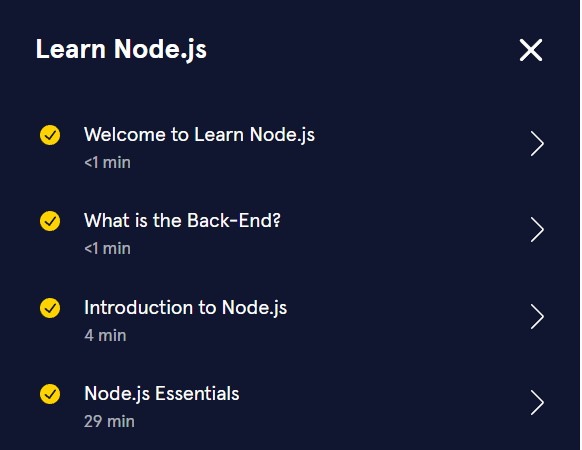 Learn Node.js
Welcome to Learn Node.js
<1 min
What is the Back-End?
<1 min
Introduction to Node.js
4 min
Node.js Essentials
29 min